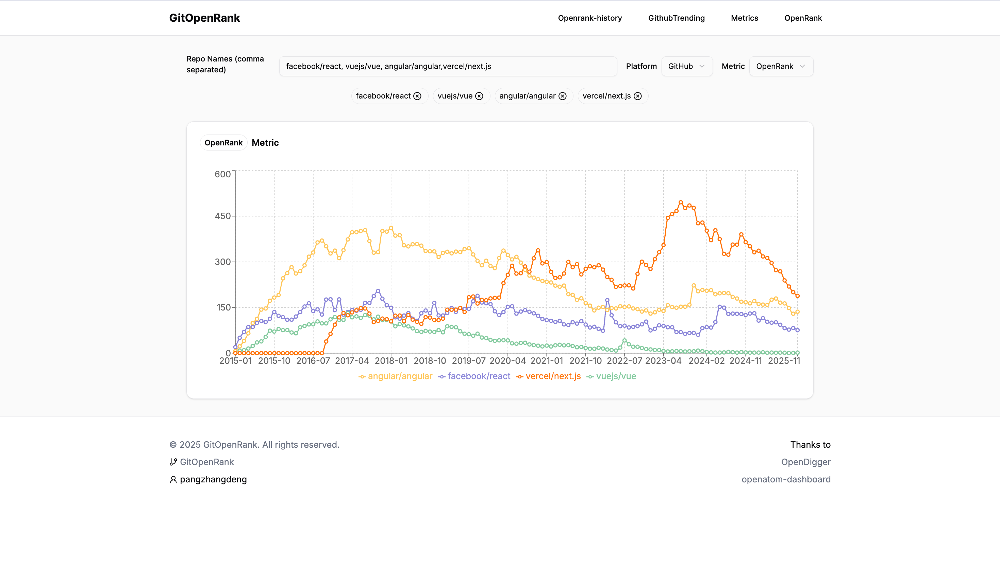 GitOpenRank
Openrank-history GithubTrending Metrics OpenRank
Repo Names (comma
separated)
facebook/react, vuejs/vue, angular/angular,vercel/next.js
Platform GitHub Metric OpenRank
facebook/react vuejs/vue angular/angular vercel/next.js
OpenRank Metric
600
450
300
150
0
2015-01 2015-10 2016-07 2017-04 2018-01 2018-10 2019-07 2020-04 2021-01 2021-10 2022-07 2023-04 2024-02 2024-11 2025-11
angular/angular facebook/react vercel/next.js vuejs/vue
© 2025 GitOpenRank. All rights reserved.
GitOpenRank
pangzhangdeng
Thanks to
OpenDigger
openatom-dashboard